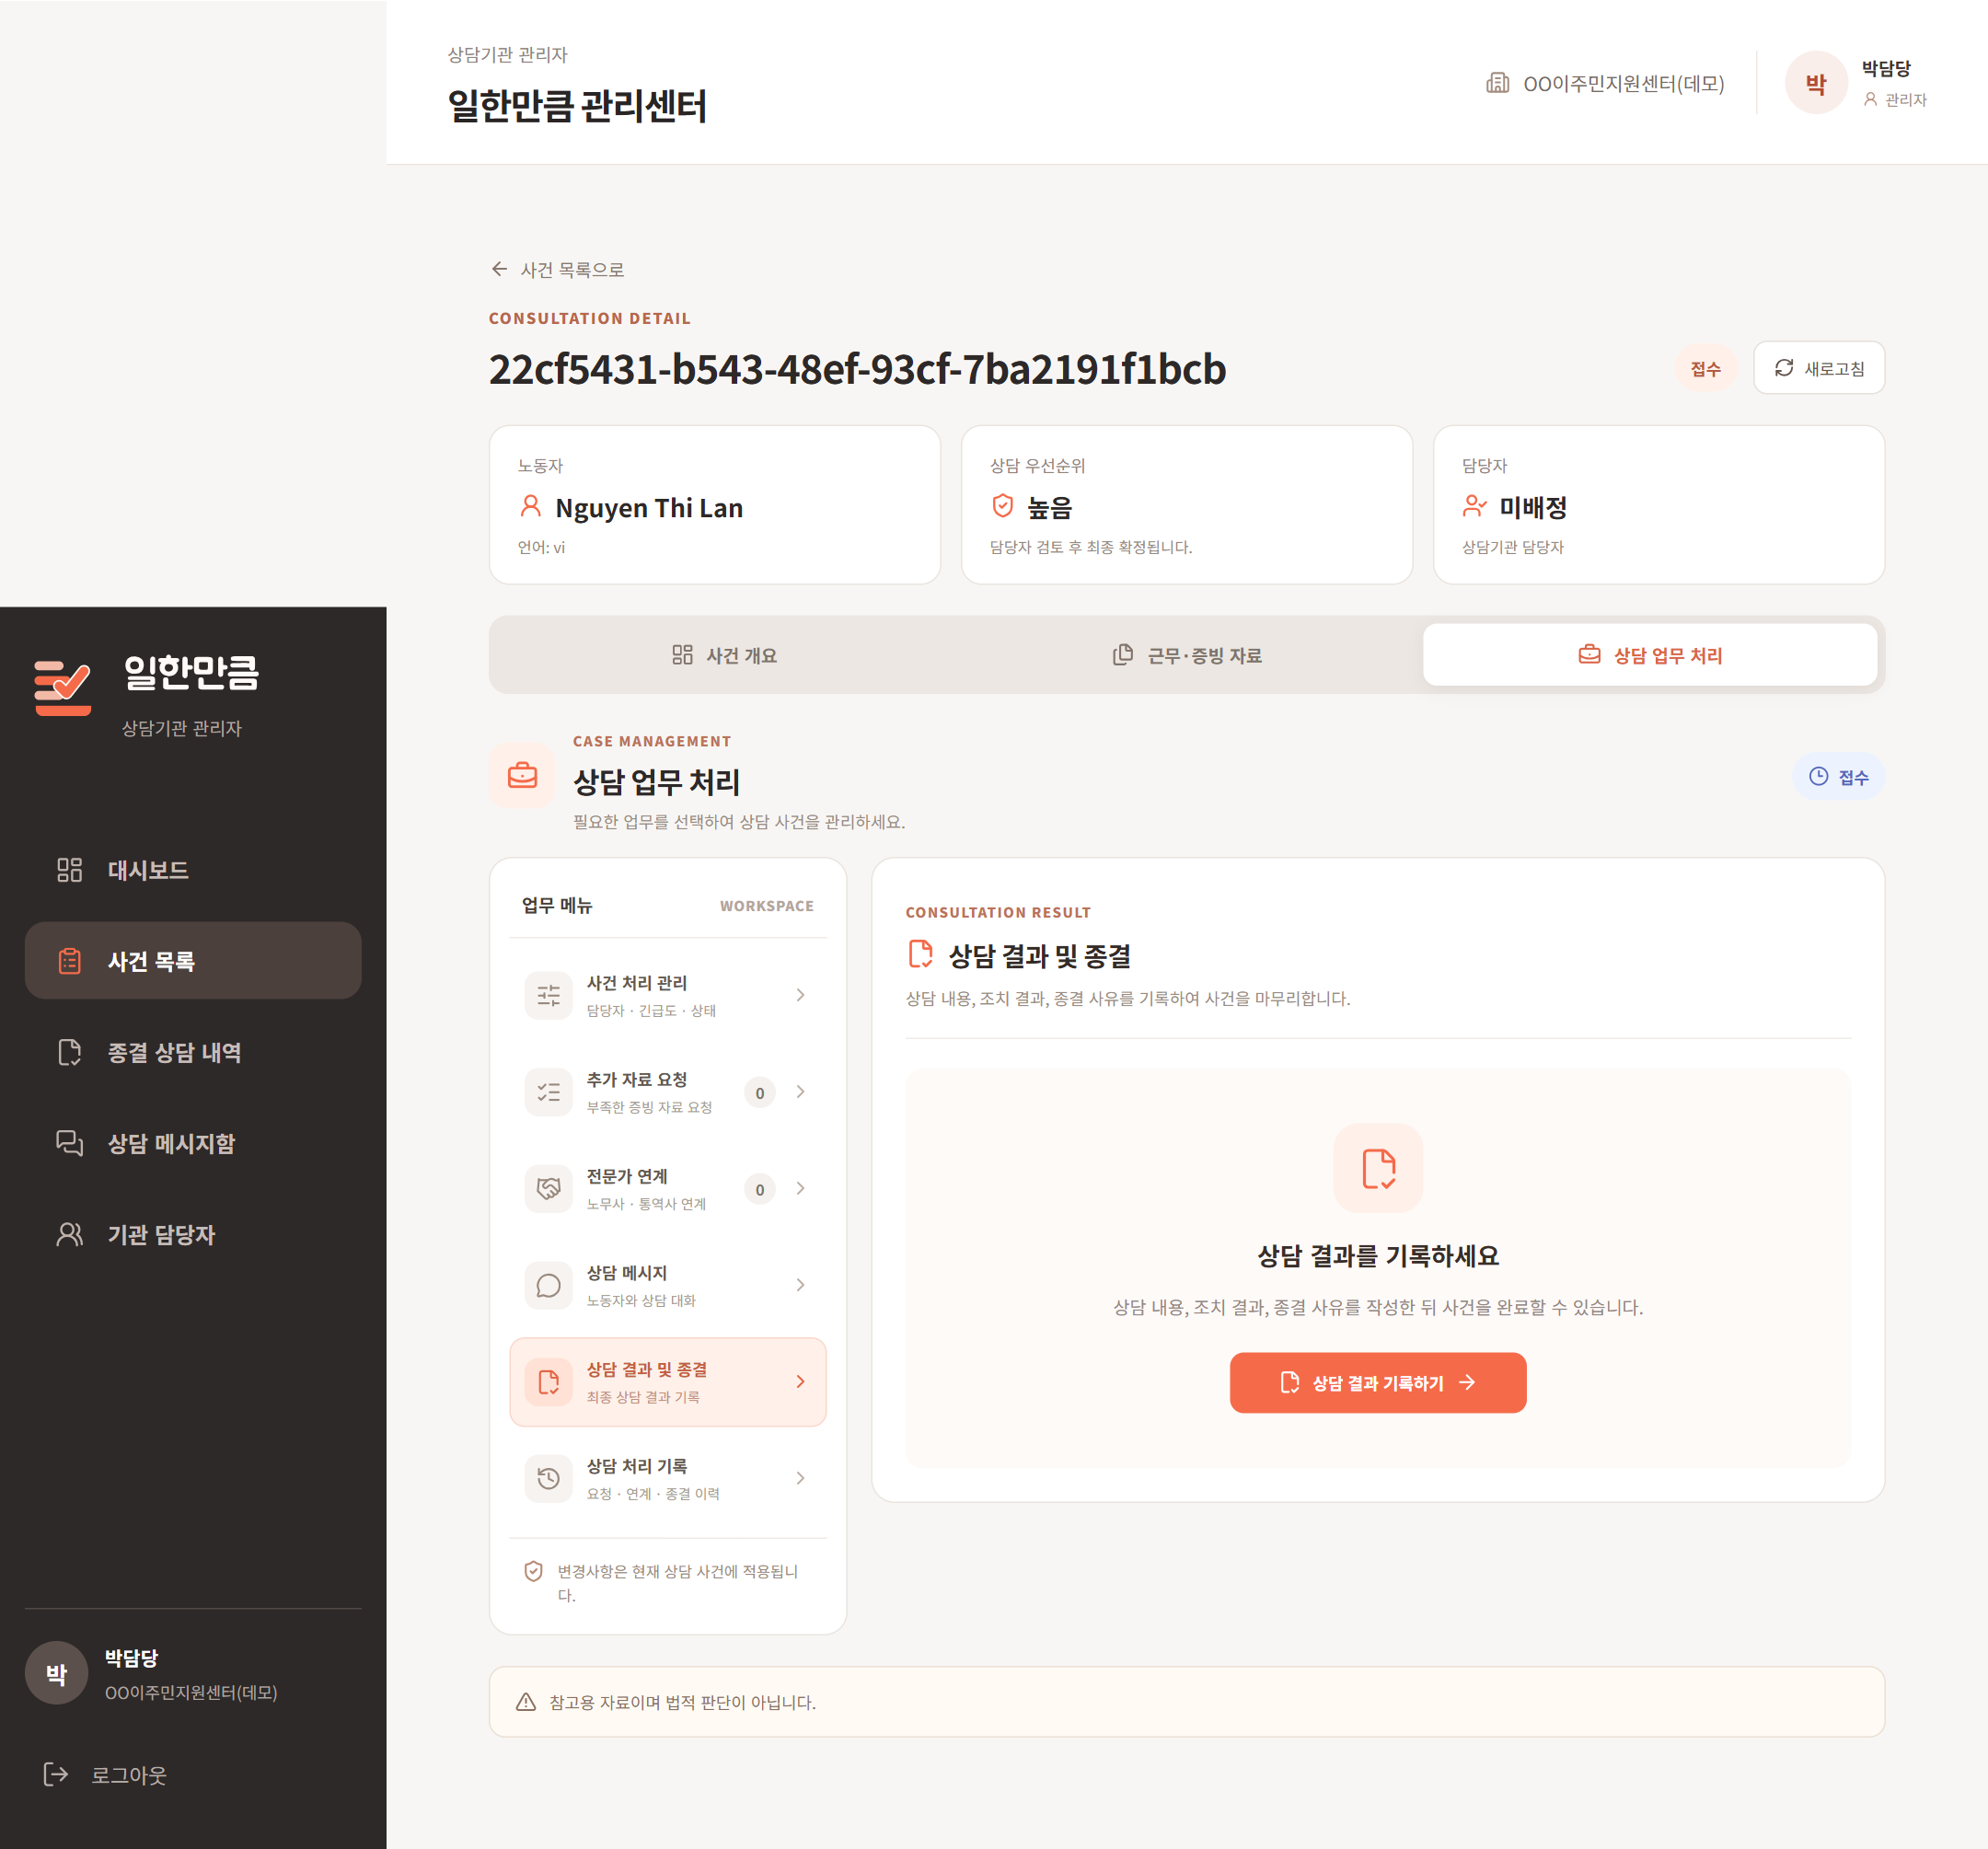 상담기관 관리자
일한만큼 관리센터
OO이주민지원센터(데모)
박
박담당
관리자
사건 목록으로
CONSULTATION DETAIL
22cf5431-b543-48ef-93cf-7ba2191f1bcb
접수
새로고침
노동자
Nguyen Thi Lan
언어: vi
상담 우선순위
높음
담당자 검토 후 최종 확정됩니다.
담당자
미배정
상담기관 담당자
사건 개요
근무·증빙 자료
상담 업무 처리
일한만큼
상담기관 관리자
대시보드
사건 목록
종결 상담 내역
상담 메시지함
기관 담당자
박
박담당
OO이주민지원센터(데모)
로그아웃
CASE MANAGEMENT
상담 업무 처리
필요한 업무를 선택하여 상담 사건을 관리하세요.
접수
업무 메뉴
WORKSPACE
사건 처리 관리
담당자 · 긴급도 · 상태
추가 자료 요청
부족한 증빙 자료 요청
0
전문가 연계
노무사 · 통역사 연계
0
상담 메시지
노동자와 상담 대화
상담 결과 및 종결
최종 상담 결과 기록
상담 처리 기록
요청 · 연계 · 종결 이력
변경사항은 현재 상담 사건에 적용됩니
다.
CONSULTATION RESULT
상담 결과 및 종결
상담 내용, 조치 결과, 종결 사유를 기록하여 사건을 마무리합니다.
상담 결과를 기록하세요
상담 내용, 조치 결과, 종결 사유를 작성한 뒤 사건을 완료할 수 있습니다.
상담 결과 기록하기
참고용 자료이며 법적 판단이 아닙니다.